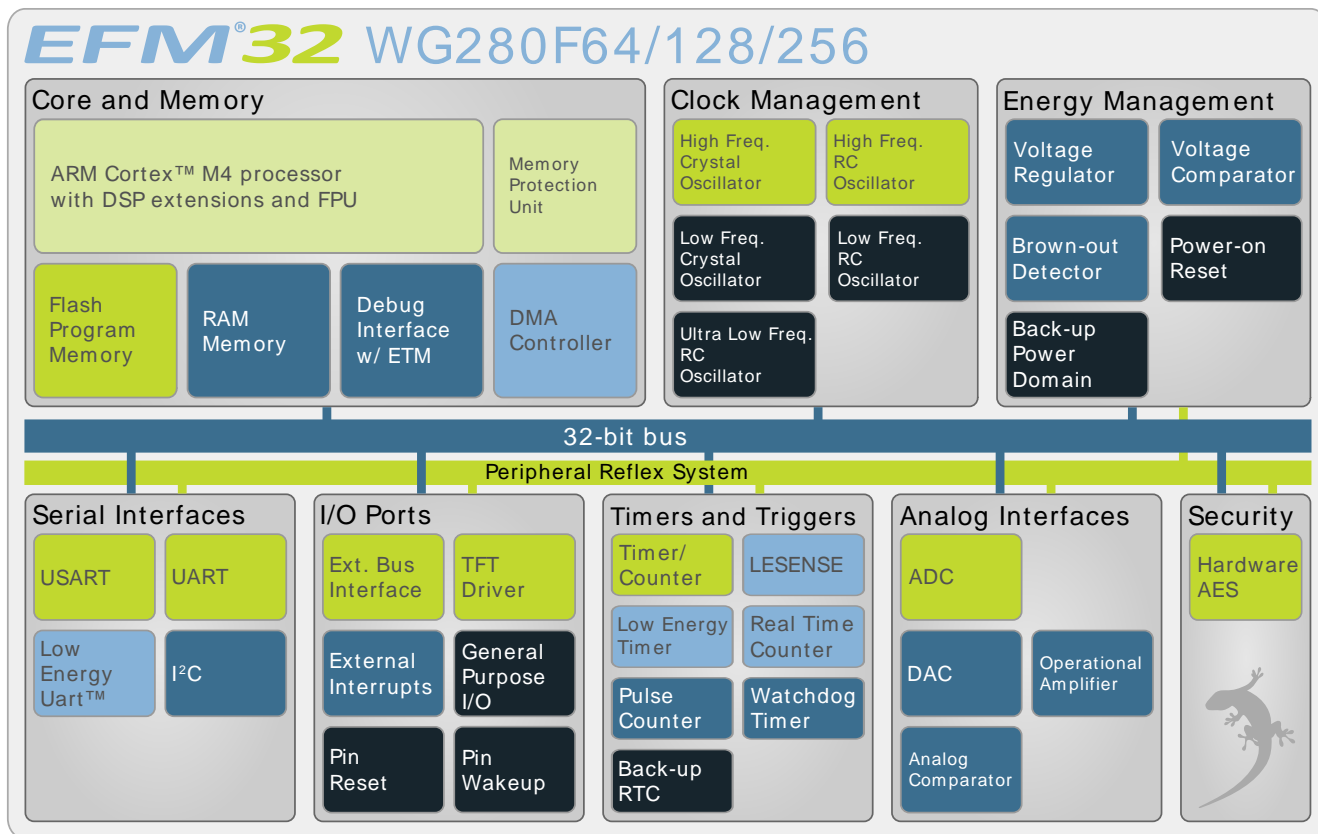 EFM®32 WG280F64/128/256
Core and Memory
ARM Cortex™ M4 processor
with DSP extensions and FPU
Memory
Protection
Unit
Flash
Program
Memory
RAM
Memory
Debug
Interface
w/ ETM
DMA
Controller
Clock Management
High Freq.
Crystal
Oscillator
High Freq.
RC
Oscillator
Low Freq.
Crystal
Oscillator
Low Freq.
RC
Oscillator
Ultra Low Freq.
RC
Oscillator
Energy Management
Voltage
Regulator
Voltage
Comparator
Brown-out
Detector
Power-on
Reset
Back-up
Power
Domain
32-bit bus
Peripheral Reflex System
Serial Interfaces
USART
UART
Low
Energy
Uart™
I²C
I/O Ports
Ext. Bus
Interface
TFT
Driver
External
Interrupts
General
Purpose
I/O
Pin
Reset
Pin
Wakeup
Timers and Triggers
Timer/
Counter
LESENSE
Low Energy
Timer
Real Time
Counter
Pulse
Counter
Watchdog
Timer
Back-up
RTC
Analog Interfaces
ADC
DAC
Operational
Amplifier
Analog
Comparator
Security
Hardware
AES